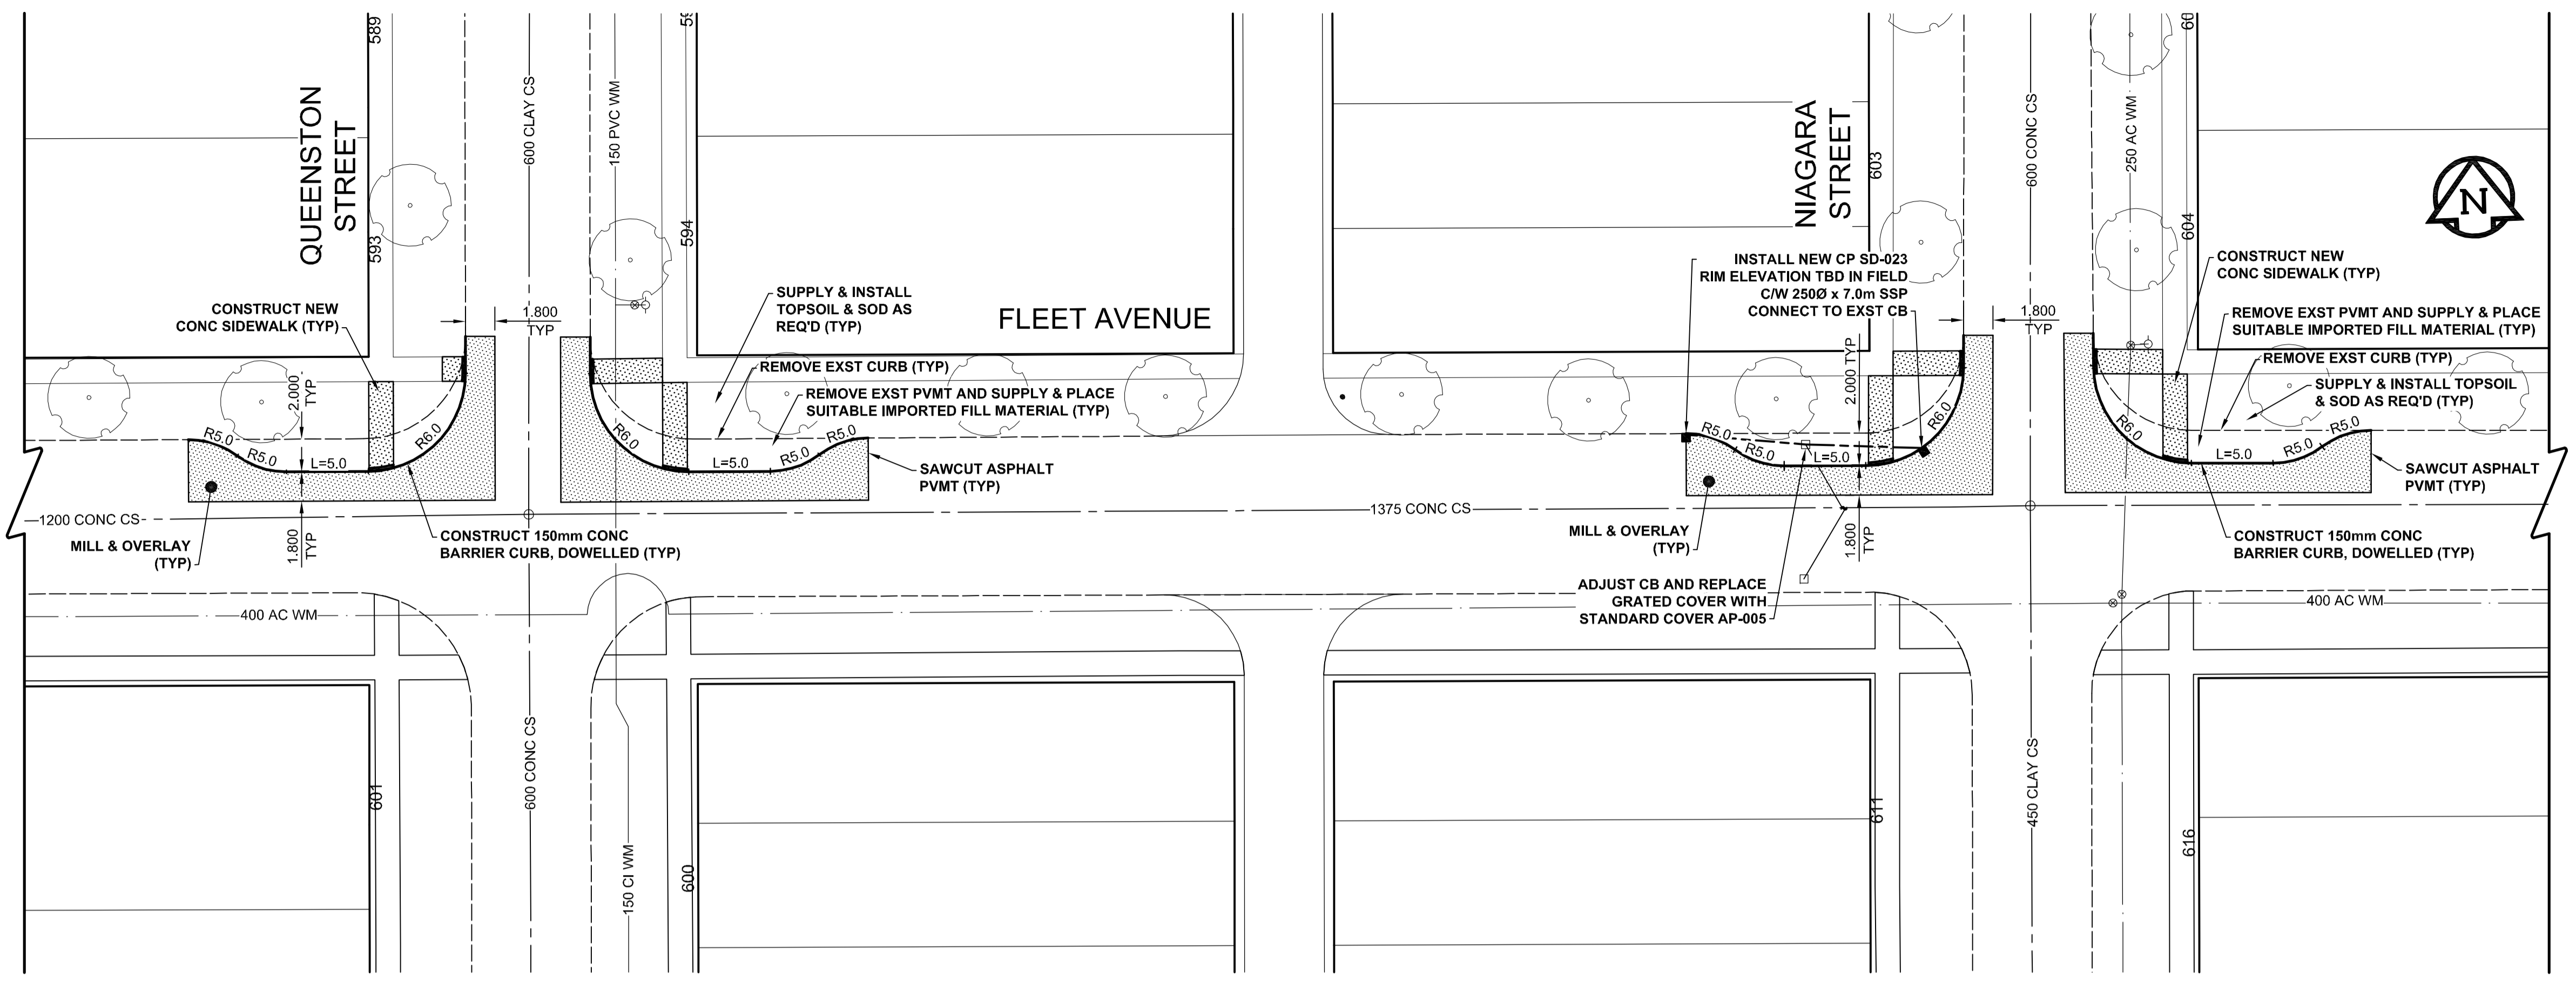 589
QUEENSTON
STREET
593
600 CLAY CS
150 PVC WM
594
CONSTRUCT NEW
CONC SIDEWALK (TYP)
1.800
TYP
SUPPLY & INSTALL
TOPSOIL & SOD AS
REQ'D (TYP)
FLEET AVENUE
REMOVE EXST CURB (TYP)
REMOVE EXST PVMT AND SUPPLY & PLACE
SUITABLE IMPORTED FILL MATERIAL (TYP)
2.000
TYP
R5.0
R5.0
L=5.0
R6.0
R6.0
L=5.0
R5.0
R5.0
SAWCUT ASPHALT
PVMT (TYP)
1200 CONC CS
MILL & OVERLAY
(TYP)
1.800
TYP
CONSTRUCT 150mm CONC
BARRIER CURB, DOWELLED (TYP)
1375 CONC CS
400 AC WM
601
600 CONC CS
150 CI WM
600
NIAGARA
STREET
603
600 CONC CS
250 AC WM
604
N
INSTALL NEW CP SD-023
RIM ELEVATION TBD IN FIELD
C/W 250Ø x 7.0m SSP
CONNECT TO EXST CB
1.800
TYP
CONSTRUCT NEW
CONC SIDEWALK (TYP)
REMOVE EXST PVMT AND SUPPLY & PLACE
SUITABLE IMPORTED FILL MATERIAL (TYP)
REMOVE EXST CURB (TYP)
SUPPLY & INSTALL TOPSOIL
& SOD AS REQ'D (TYP)
2.000 TYP
R5.0
R5.0
L=5.0
R6.0
R6.0
L=5.0
R5.0
R5.0
SAWCUT ASPHALT
PVMT (TYP)
MILL & OVERLAY
(TYP)
1.800
TYP
CONSTRUCT 150mm CONC
BARRIER CURB, DOWELLED (TYP)
ADJUST CB AND REPLACE
GRATED COVER WITH
STANDARD COVER AP-005
400 AC WM
611
450 CLAY CS
616